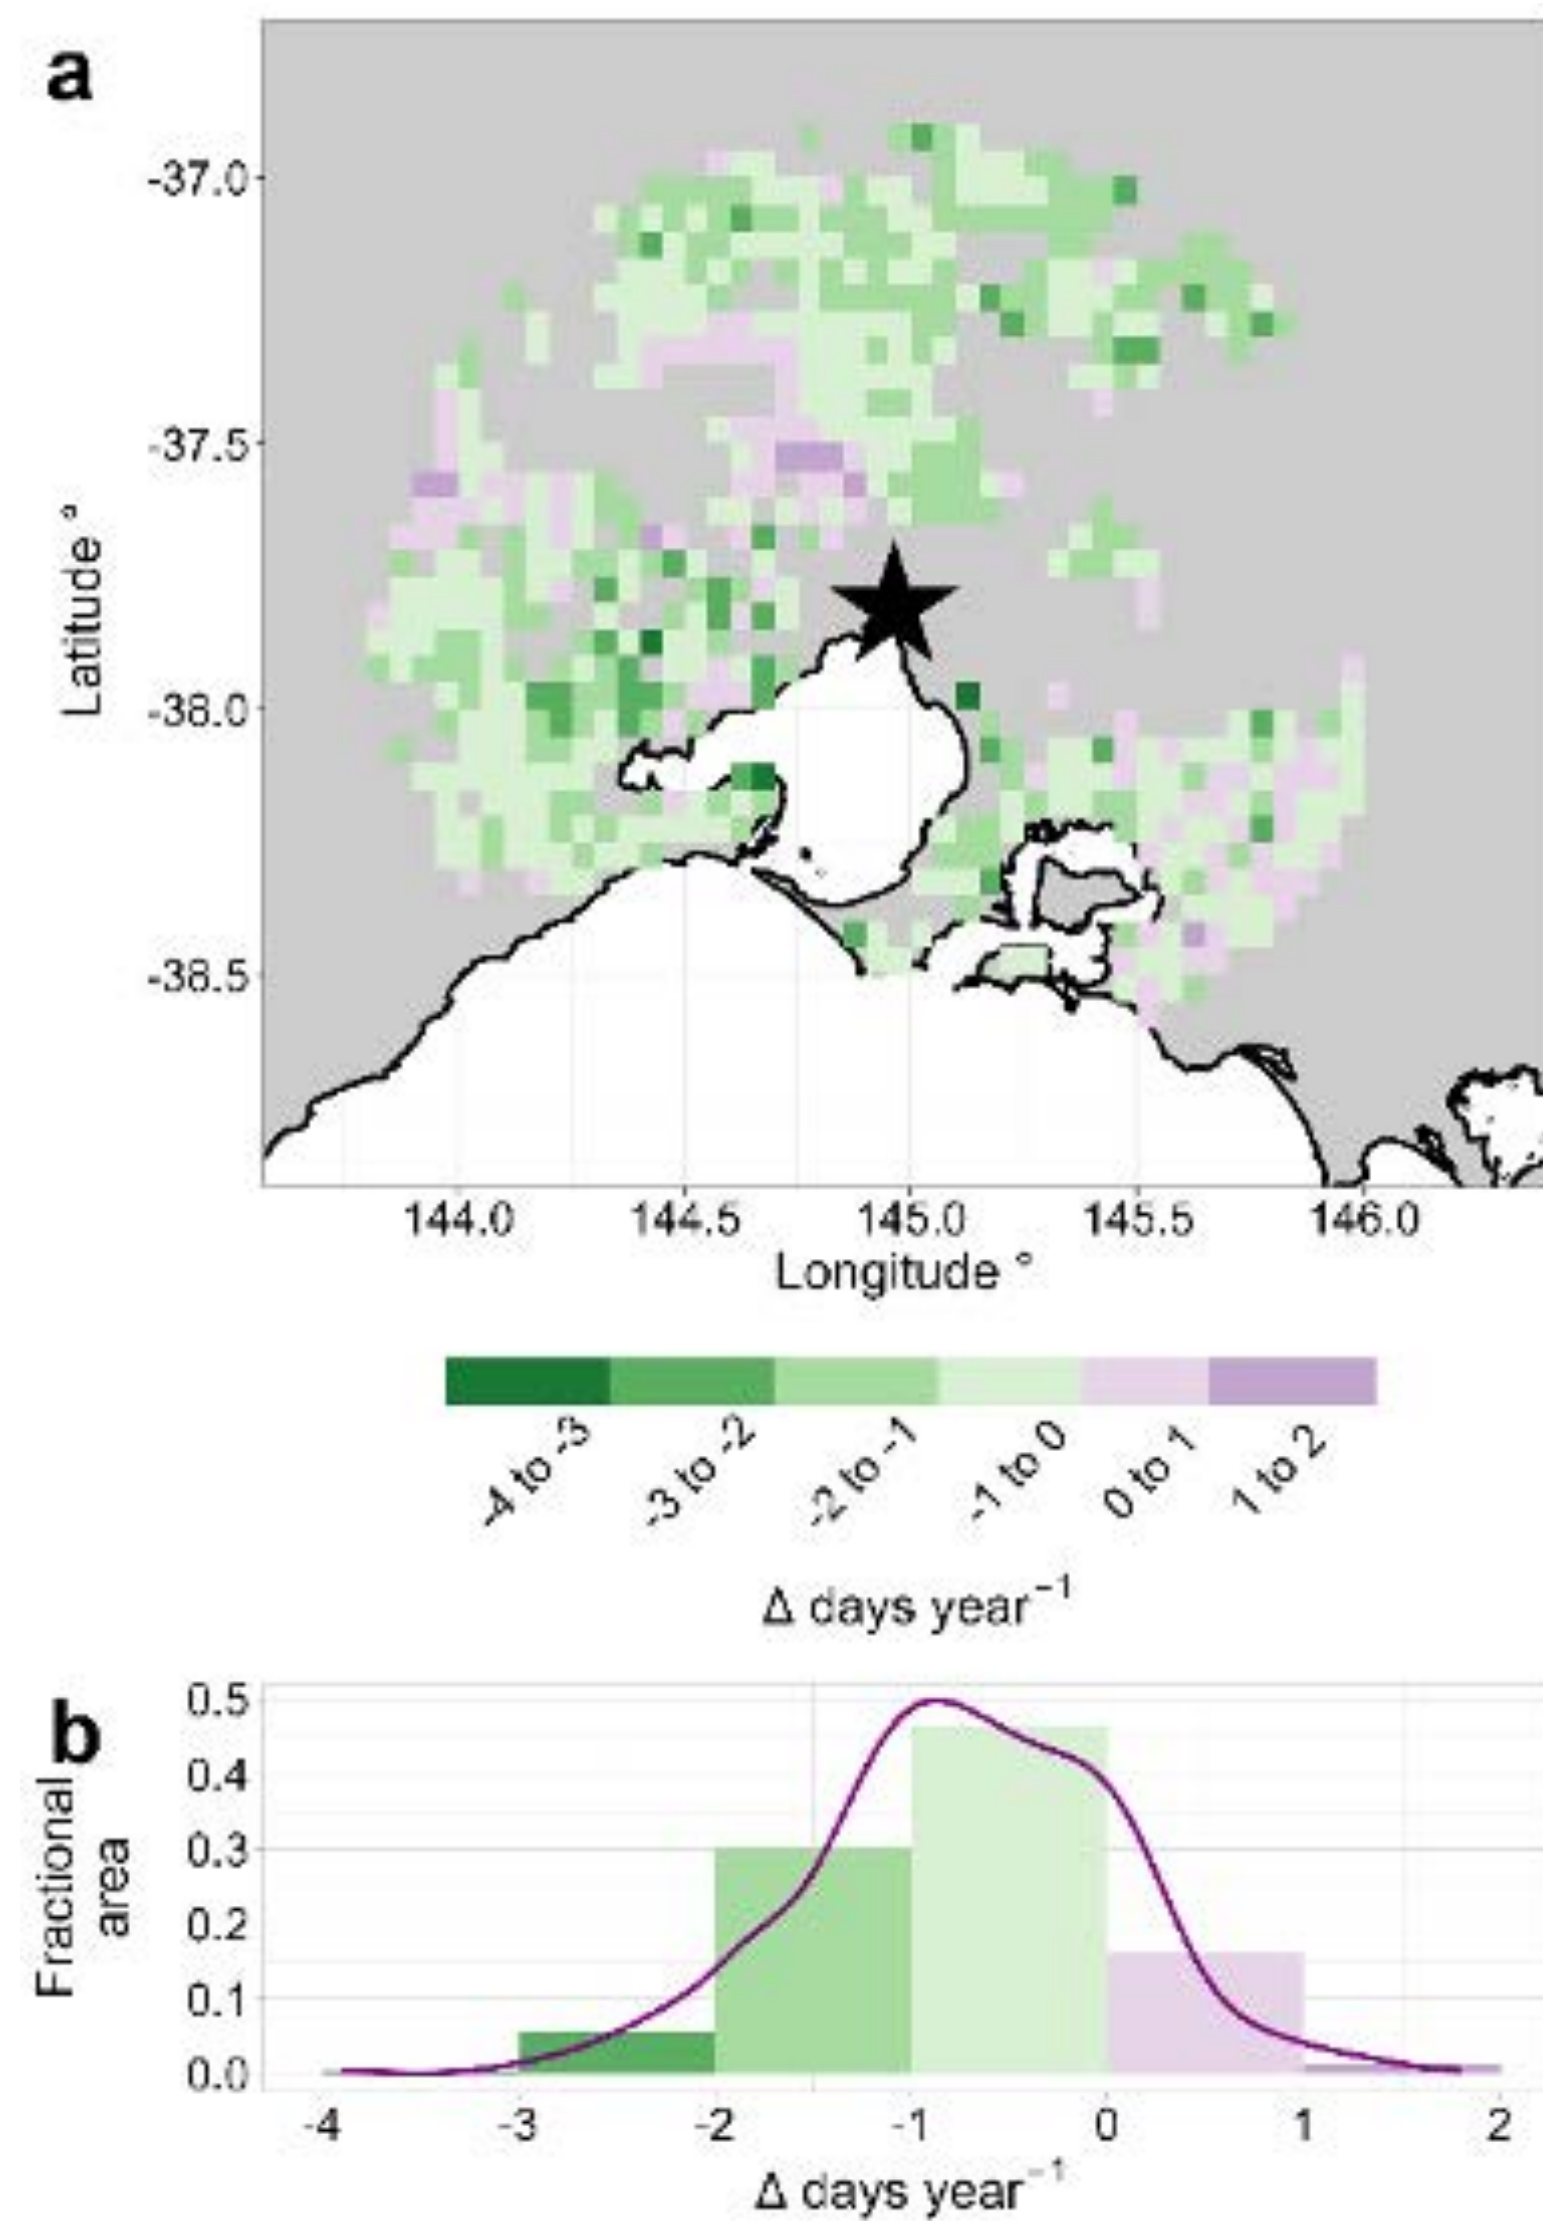 a
-37.0
-37.5
-38.0
-38.5
Latitude °
144.0 144.5 145.0 145.5 146.0
Longitude °
-4 to -3 -3 to -2 -2 to -1 -1 to 0 0 to 1 1 to 2
Δ days year⁻¹
b
0.5
0.4
0.3
0.2
0.1
0.0
Fractional
area
-4 -3 -2 -1 0 1 2
Δ days year⁻¹